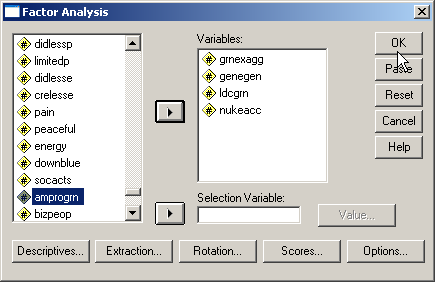 Factor Analysis
didlessp
limitedp
didlesse
crelesse
pain
peaceful
energy
downblue
socacts
amprogrn
bizpeop
Variables:
grnexagg
genegen
ldcgrn
nukeacc
Selection Variable:
OK
Paste
Reset
Cancel
Help
Value...
Descriptives...
Extraction...
Rotation...
Scores...
Options...